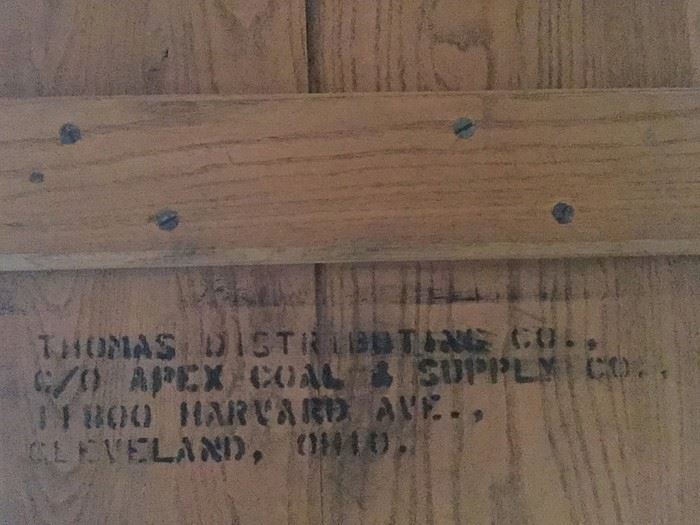 THOMAS DISTRIBUTING CO.,
C/O APEX COAL & SUPPLY CO.,
11800 HARVARD AVE.,
CLEVELAND, OHIO.